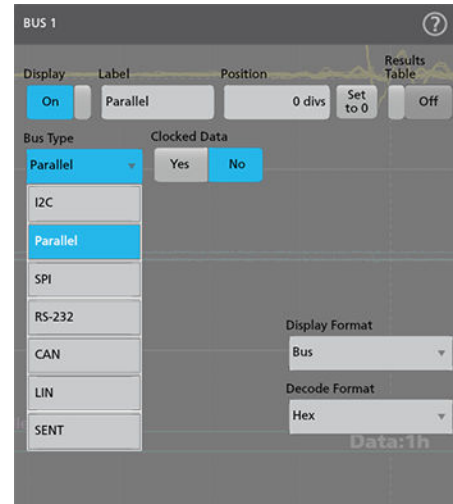 BUS 1
?
Display Label Position Results Table
On Parallel 0 divs Set to 0 Off
Bus Type Clocked Data
Parallel Yes No
I2C
Parallel
SPI
RS-232
Display Format
CAN Bus
Decode Format
LIN
Hex
SENT
Data:1h